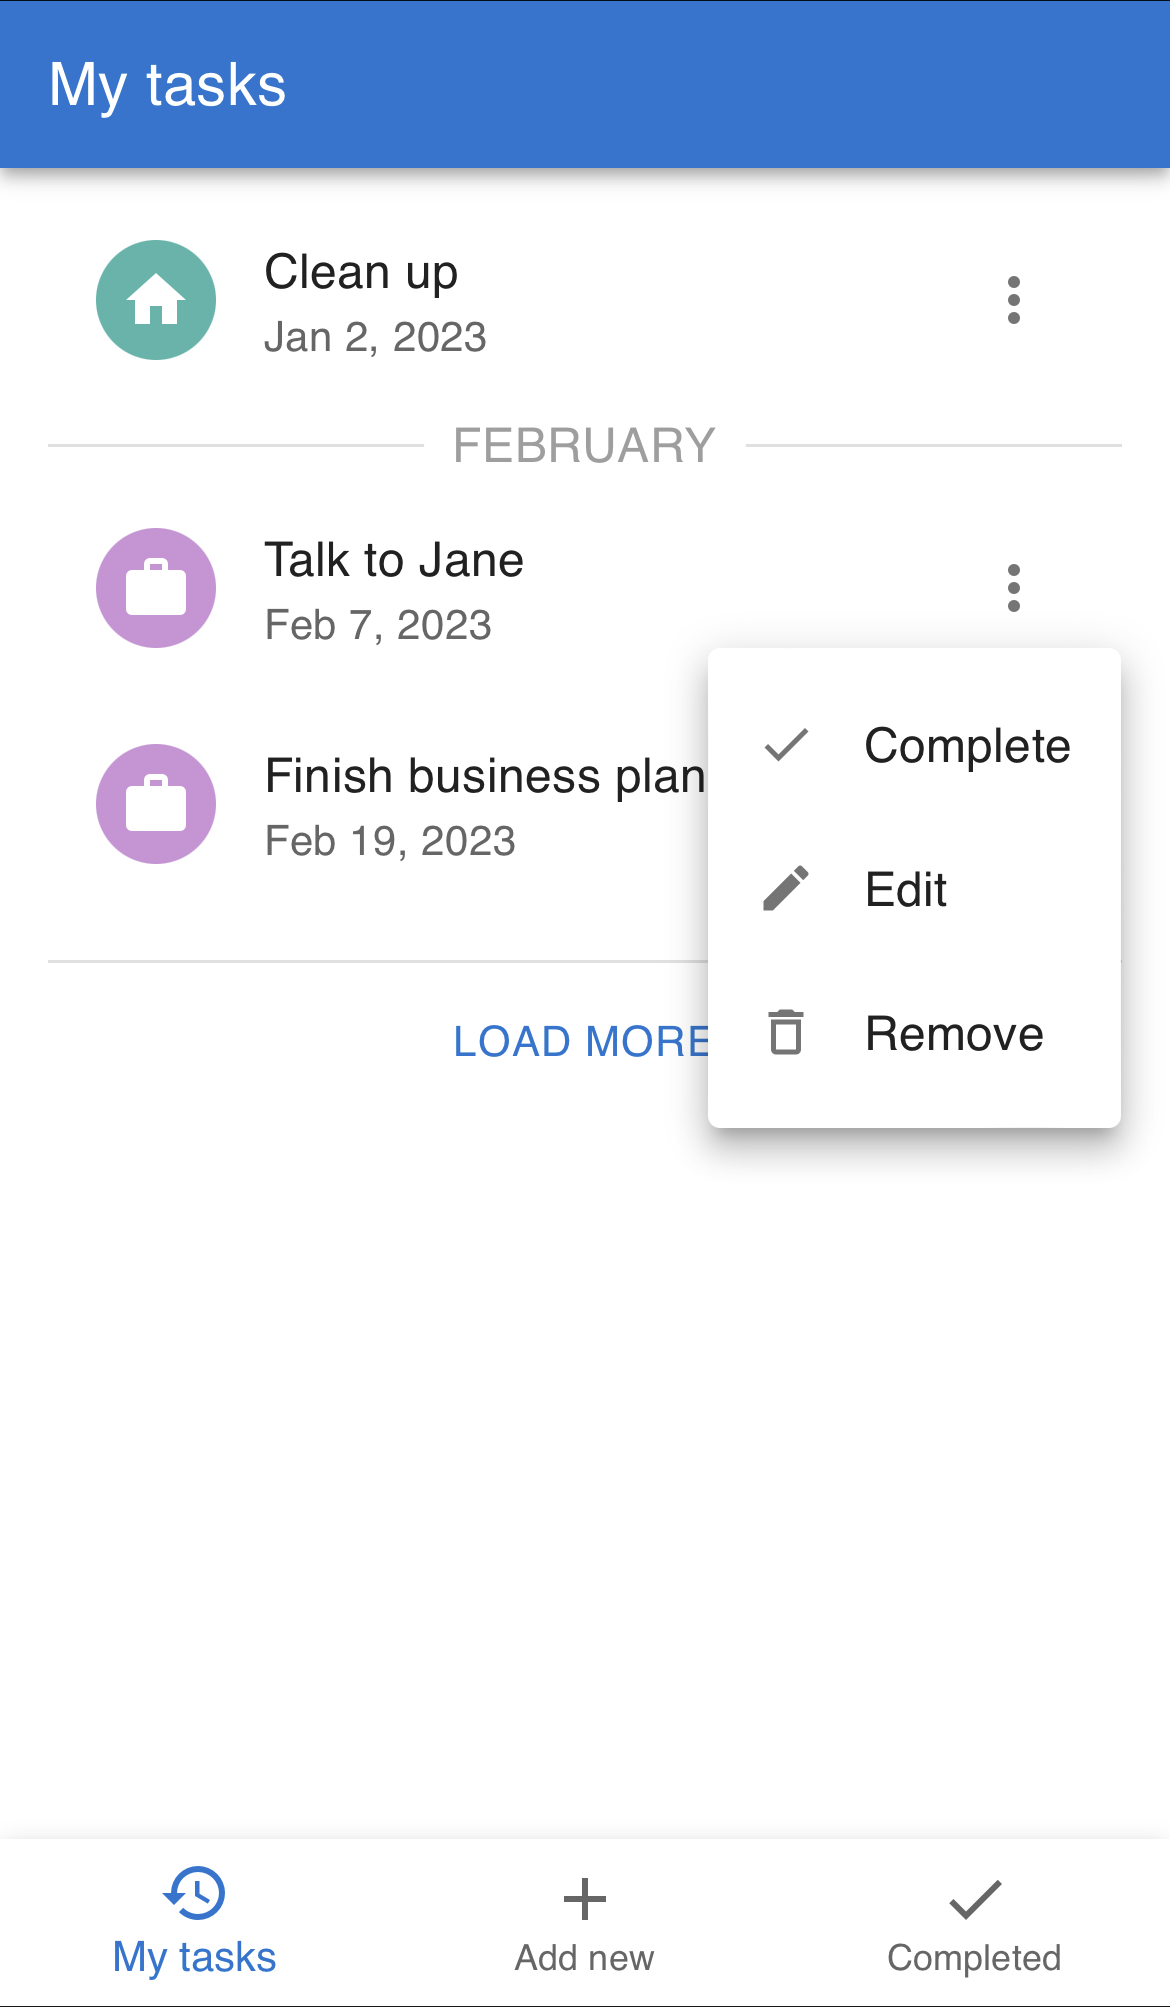 My tasks
Clean up
Jan 2, 2023
FEBRUARY
Talk to Jane
Feb 7, 2023
Finish business plan
Feb 19, 2023
LOAD MORE
Complete
Edit
Remove
My tasks
Add new
Completed